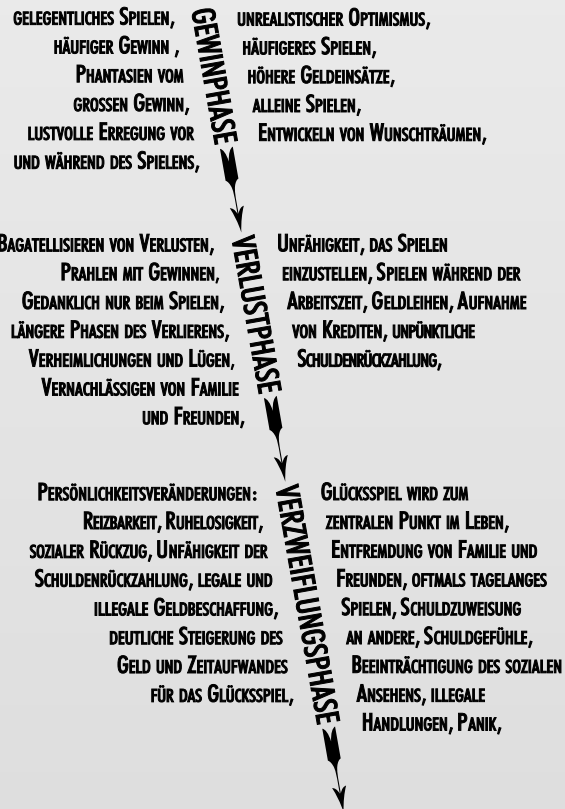 GELEGENTLICHES SPIELEN,
HÄUFIGER GEWINN ,
PHANTASIEN VOM
GROSSEN GEWINN,
LUSTVOLLE ERREGUNG VOR
UND WÄHREND DES SPIELENS,
GEWINPHASE
UNREALISTISCHER OPTIMISMUS,
HÄUFIGERES SPIELEN,
HÖHERE GELDEINSÄTZE,
ALLEINE SPIELEN,
ENTWICKELN VON WUNSCHTRÄUMEN,
BAGATELLISIEREN VON VERLUSTEN,
PRAHLEN MIT GEWINNEN,
GEDANKLICH NUR BEIM SPIELEN,
LÄNGERE PHASEN DES VERLIERENS,
VERHEIMLICHUNGEN UND LÜGEN,
VERNACHLÄSSIGEN VON FAMILIE
UND FREUNDEN,
VERLUSTPHASE
UNFÄHIGKEIT, DAS SPIELEN
EINZUSTELLEN, SPIELEN WÄHREND DER
ARBEITSZEIT, GELDLEIHEN, AUFNAHME
VON KREDITEN, UNPÜNKTLICHE
SCHULDENRÜCKZAHLUNG,
PERSÖNLICHKEITSVERÄNDERUNGEN:
REIZBARKEIT, RUHELOSIGKEIT,
SOZIALER RÜCKZUG, UNFÄHIGKEIT DER
SCHULDENRÜCKZAHLUNG, LEGALE UND
ILLEGALE GELDBESCHAFFUNG,
DEUTLICHE STEIGERUNG DES
GELD UND ZEITAUFWANDES
FÜR DAS GLÜCKSSPIEL,
VERZWEIFLUNGSPHASE
GLÜCKSSPIEL WIRD ZUM
ZENTRALEN PUNKT IM LEBEN,
ENTFREMDUNG VON FAMILIE UND
FREUNDEN, OFTMALS TAGELANGES
SPIELEN, SCHULDZUWEISUNG
AN ANDERE, SCHULDGEFÜHLE,
BEEINTRÄCHTIGUNG DES SOZIALEN
ANSEHENS, ILLEGALE
HANDLUNGEN, PANIK,